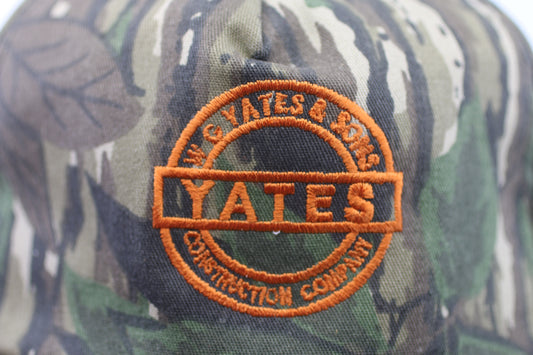 W G YATES & SONS
YATES
CONSTRUCTION COMPANY